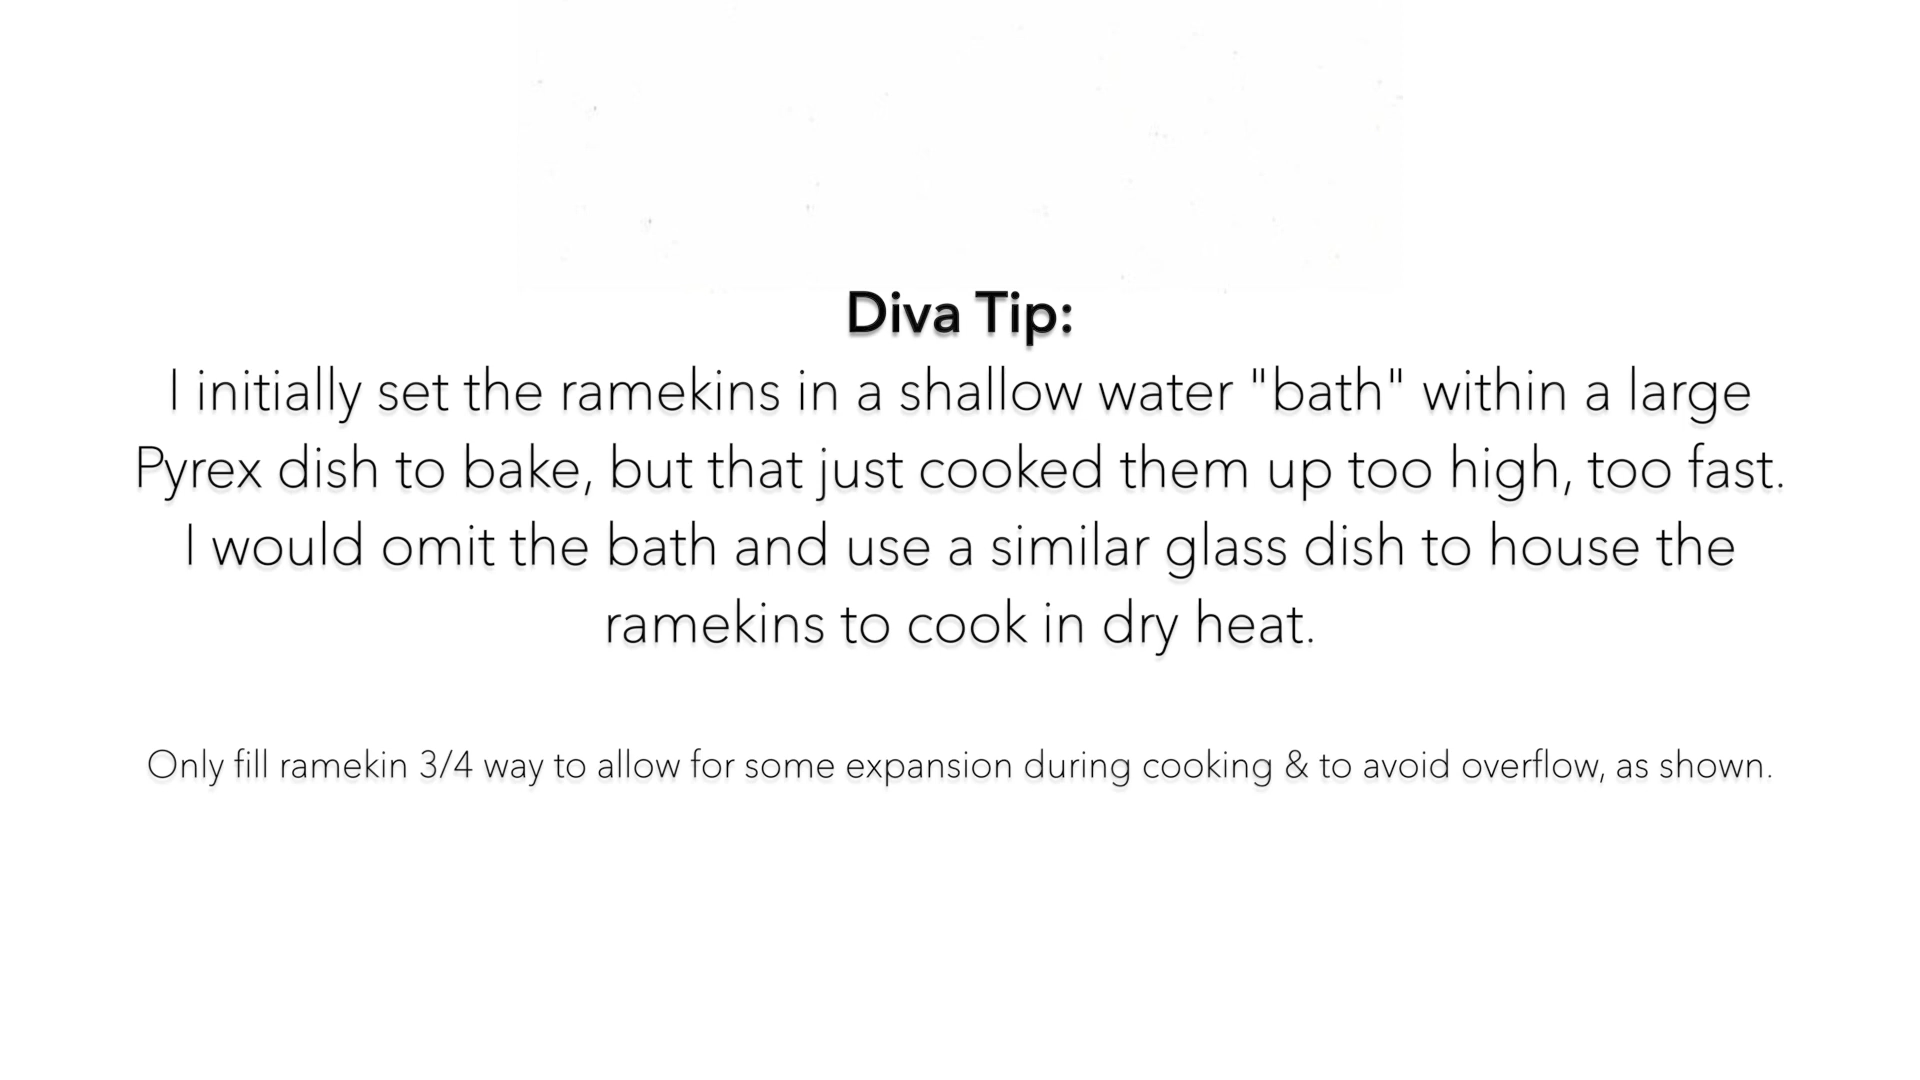 Diva Tip:
I initially set the ramekins in a shallow water "bath" within a large
Pyrex dish to bake, but that just cooked them up too high, too fast.
I would omit the bath and use a similar glass dish to house the
ramekins to cook in dry heat.
Only fill ramekin 3/4 way to allow for some expansion during cooking & to avoid overflow, as shown.